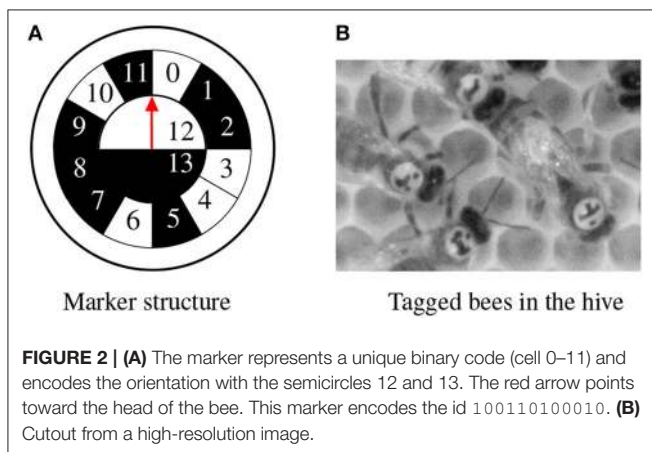 A
B
11
0
10
1
9
12
2
8
13
3
7
4
6
5
Marker structure
Tagged bees in the hive
FIGURE 2 | (A) The marker represents a unique binary code (cell 0–11) and
encodes the orientation with the semicircles 12 and 13. The red arrow points
toward the head of the bee. This marker encodes the id 100110100010. (B)
Cutout from a high-resolution image.